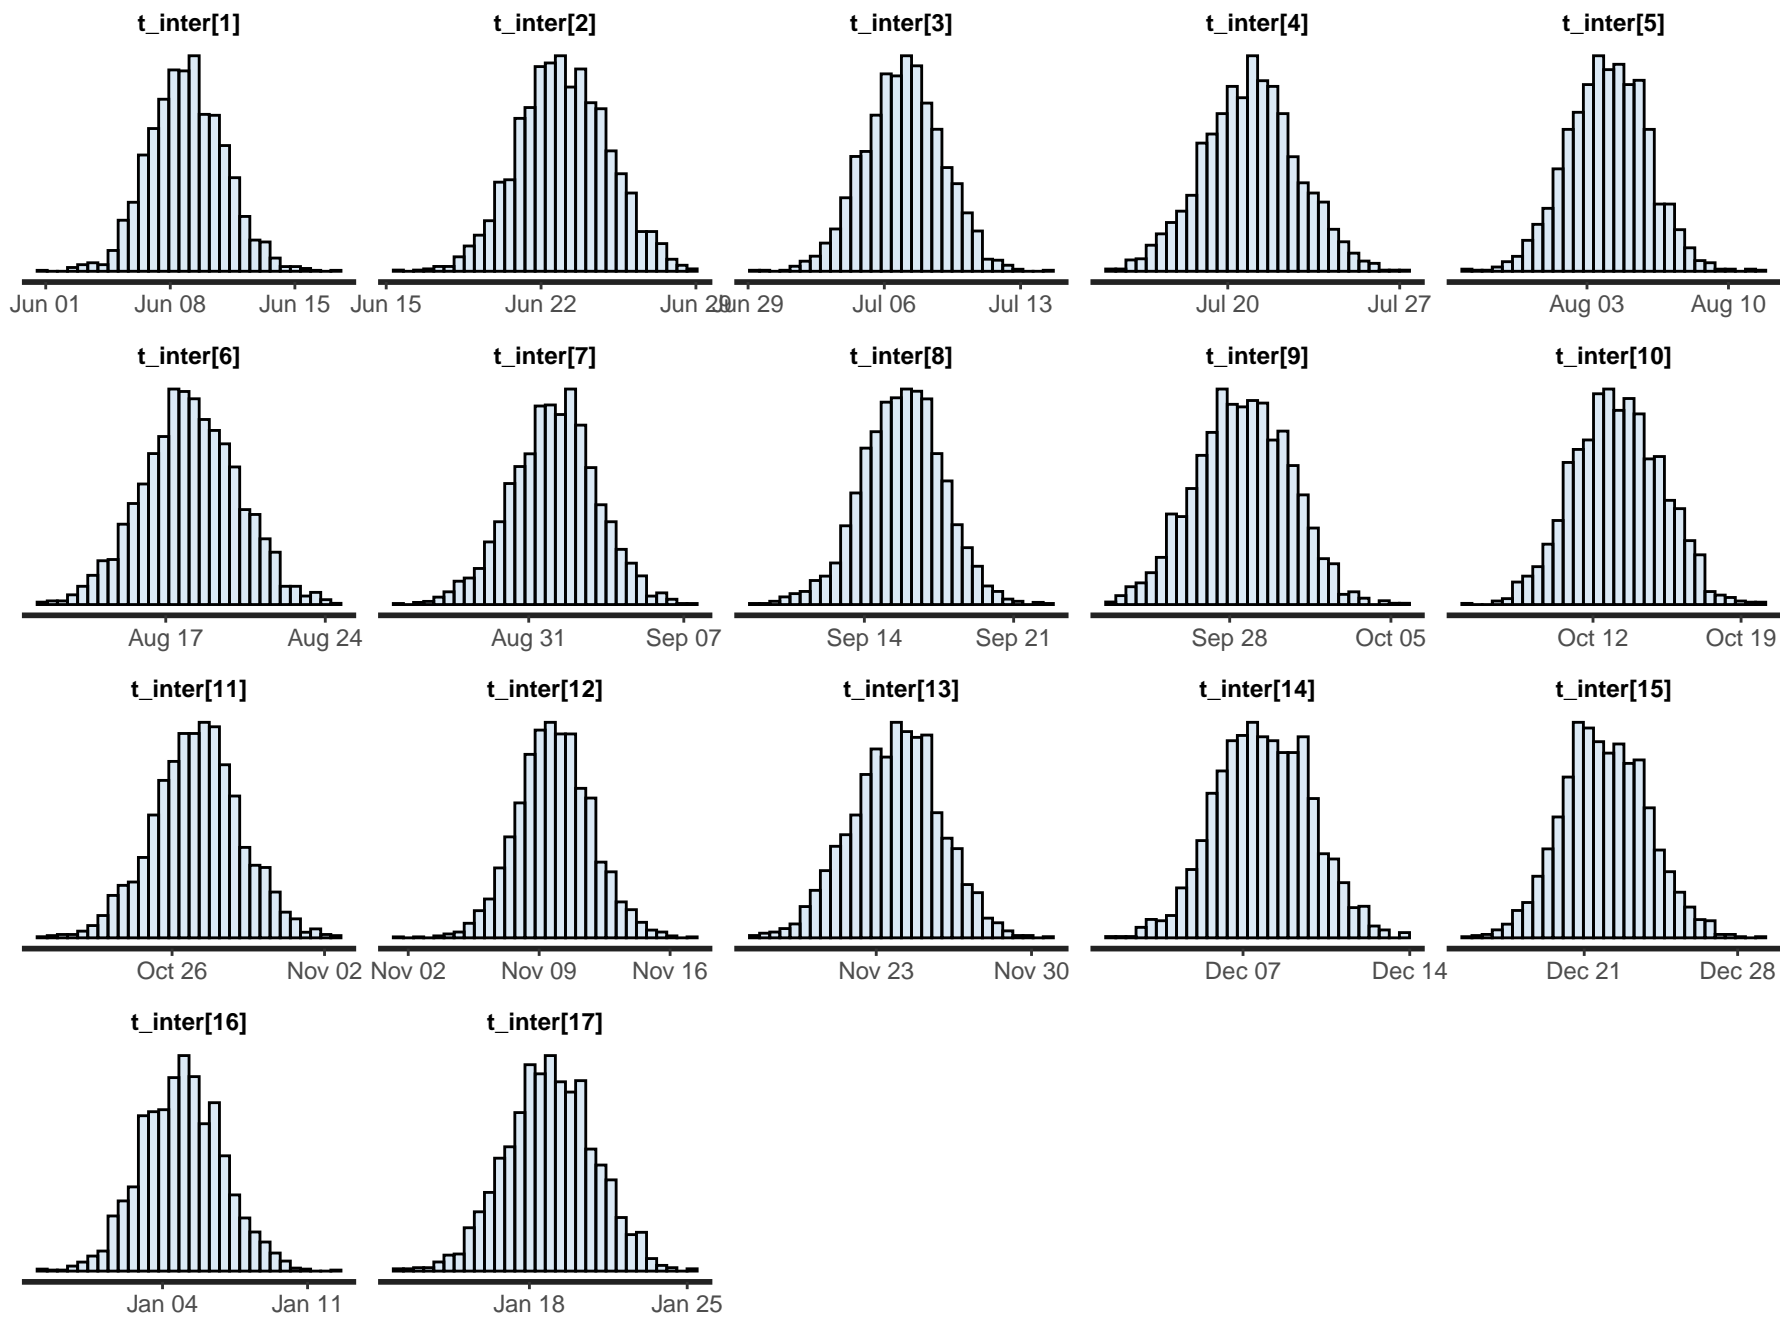 t_inter[1] t_inter[2] t_inter[3] t_inter[4] t_inter[5]
Jun 01 Jun 08 Jun 15 Jun 15 Jun 22 Jun 29 Jun 29 Jul 06 Jul 13 Jul 20 Jul 27 Aug 03 Aug 10
t_inter[6] t_inter[7] t_inter[8] t_inter[9] t_inter[10]
Aug 17 Aug 24 Aug 31 Sep 07 Sep 14 Sep 21 Sep 28 Oct 05 Oct 12 Oct 19
t_inter[11] t_inter[12] t_inter[13] t_inter[14] t_inter[15]
Oct 26 Nov 02 Nov 02 Nov 09 Nov 16 Nov 23 Nov 30 Dec 07 Dec 14 Dec 21 Dec 28
t_inter[16] t_inter[17]
Jan 04 Jan 11 Jan 18 Jan 25